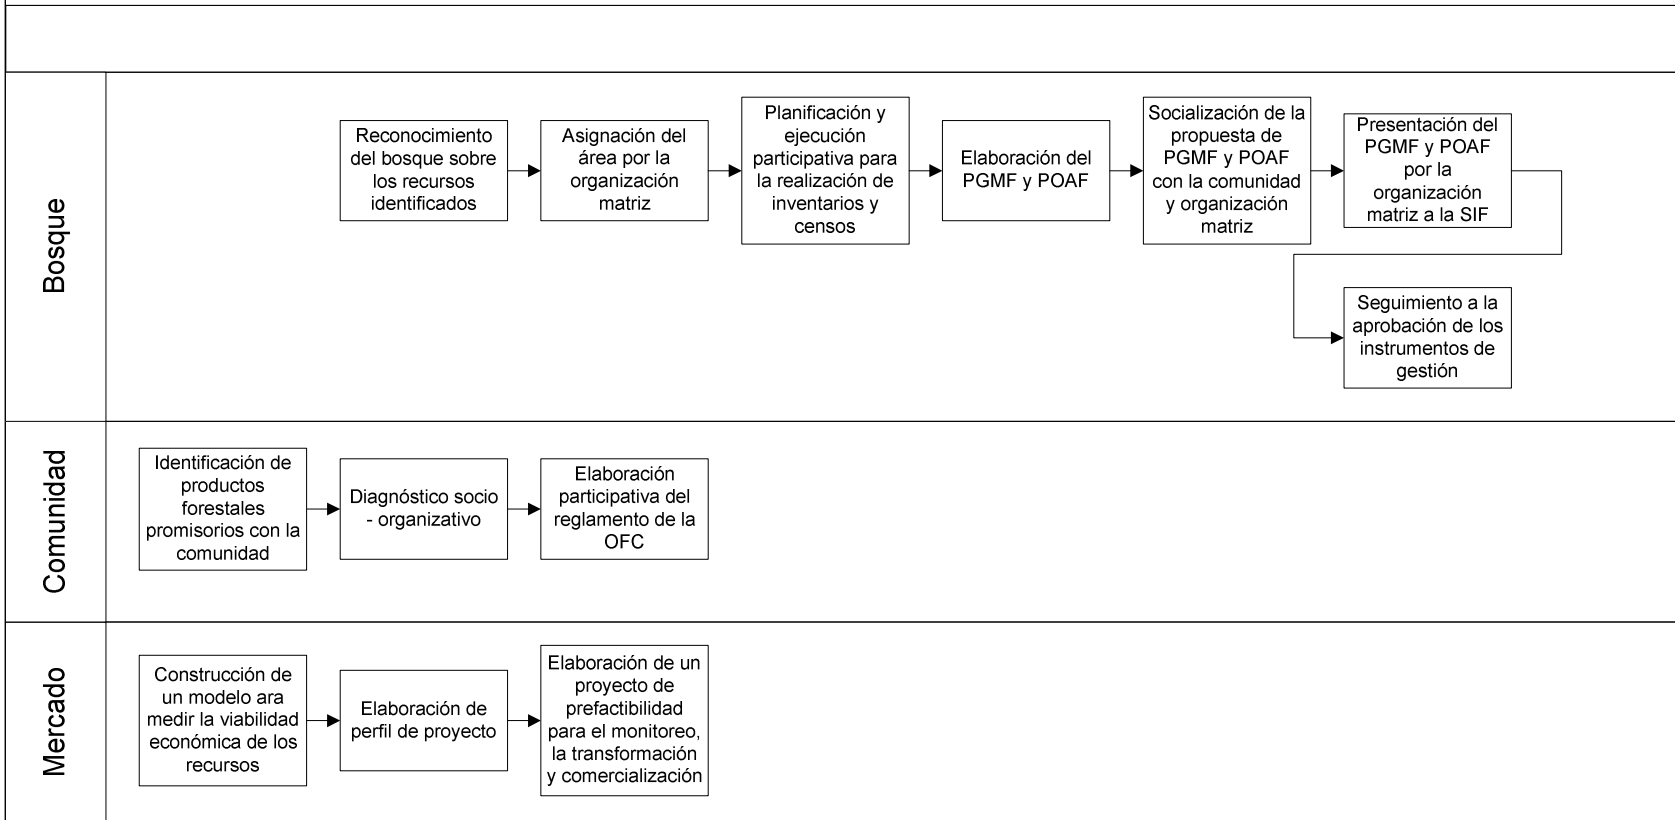 Bosque
Reconocimiento
del bosque sobre
los recursos
identificados
Asignación del
área por la
organización
matriz
Planificación y
ejecución
participativa para
la realización de
inventarios y
censos
Elaboración del
PGMF y POAF
Socialización de la
propuesta de
PGMF y POAF
con la comunidad
y organización
matriz
Presentación del
PGMF y POAF
por la
organización
matriz a la SIF
Seguimiento a la
aprobación de los
instrumentos de
gestión
Comunidad
Identificación de
productos
forestales
promisorios con la
comunidad
Diagnóstico socio
- organizativo
Elaboración
participativa del
reglamento de la
OFC
Mercado
Construcción de
un modelo ara
medir la viabilidad
económica de los
recursos
Elaboración de
perfil de proyecto
Elaboración de un
proyecto de
prefactibilidad
para el monitoreo,
la transformación
y comercialización